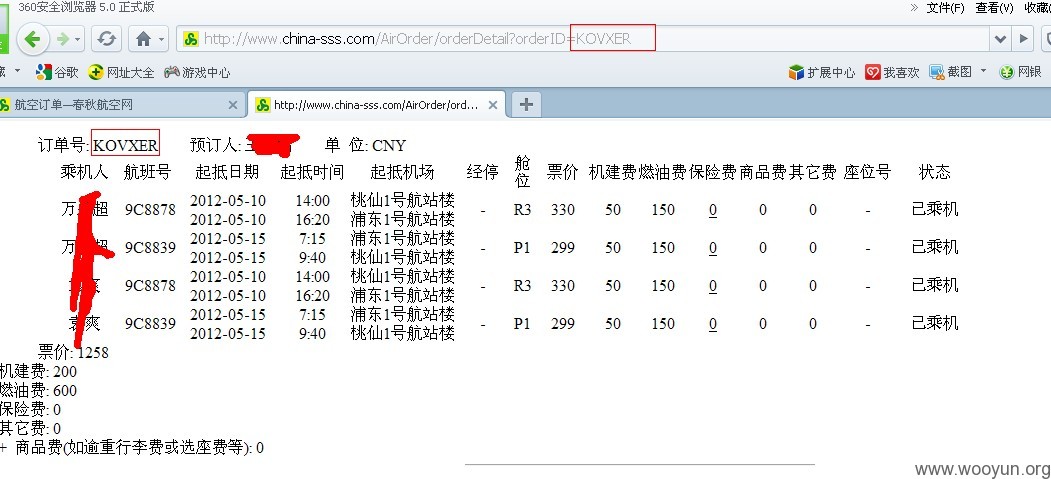 360安全浏览器 5.0 正式版
» 文件(F) 查看(V) 收藏(
http://www.china-sss.com/AirOrder/orderDetail?orderID=KOVXER
藏 谷歌 网址大全 游戏中心 扩展中心 我喜欢 截图 网银
航空订单—春秋航空网 × http://www.china-sss.com/AirOrder/ord... × +
订单号: KOVXER 预订人: 单 位: CNY
乘机人 航班号 起抵日期 起抵时间 起抵机场 经停 舱位 票价 机建费 燃油费 保险费 商品费 其它费 座位号 状态
万 超 9C8878 2012-05-10 14:00 桃仙1号航站楼 - R3 330 50 150 0 0 0 - 已乘机
2012-05-10 16:20 浦东1号航站楼
万 超 9C8839 2012-05-15 7:15 浦东1号航站楼 - P1 299 50 150 0 0 0 - 已乘机
2012-05-15 9:40 桃仙1号航站楼
9C8878 2012-05-10 14:00 桃仙1号航站楼 - R3 330 50 150 0 0 0 - 已乘机
2012-05-10 16:20 浦东1号航站楼
爽 9C8839 2012-05-15 7:15 浦东1号航站楼 - P1 299 50 150 0 0 0 - 已乘机
2012-05-15 9:40 桃仙1号航站楼
票价: 1258
机建费: 200
燃油费: 600
保险费: 0
其它费: 0
+ 商品费(如逾重行李费或选座费等): 0
www.wooyun.org